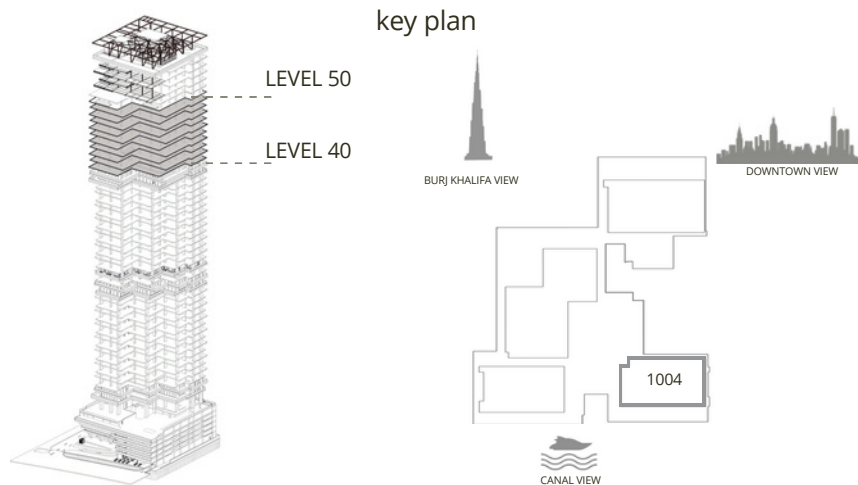 key plan
LEVEL 50
LEVEL 40
BURJ KHALIFA VIEW
DOWNTOWN VIEW
1004
CANAL VIEW